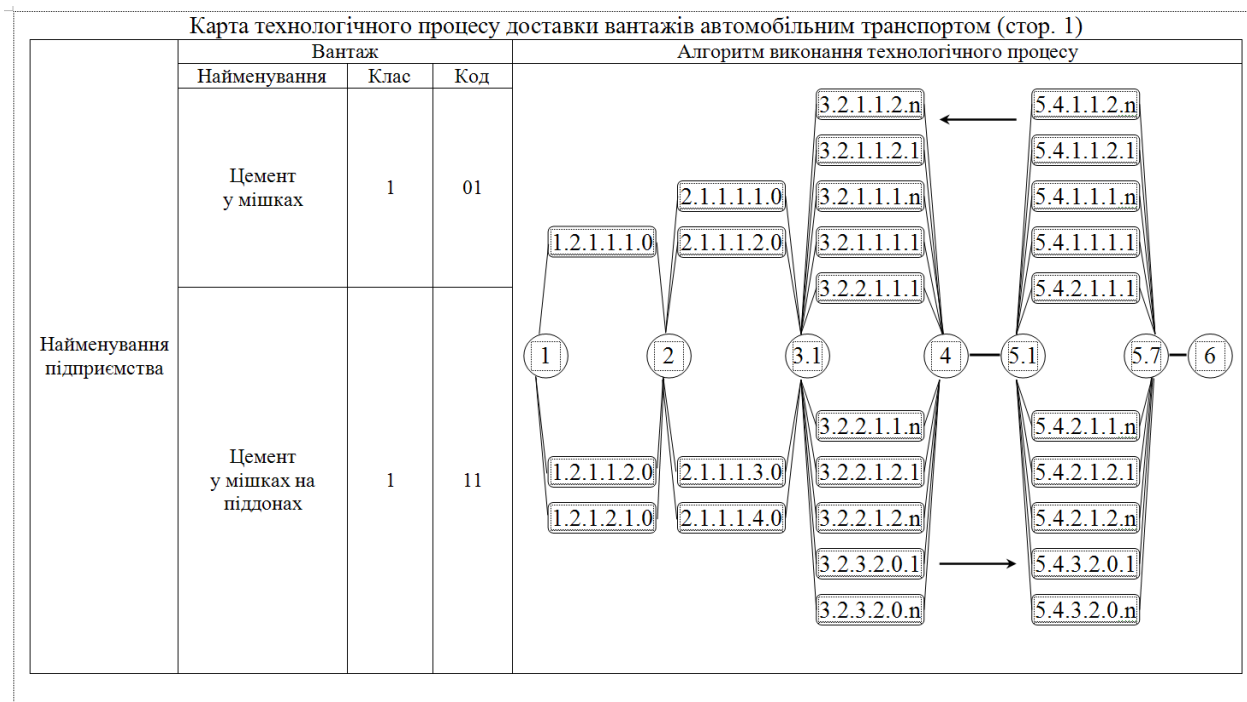 Карта технологічного процесу доставки вантажів автомобільним транспортом (стор. 1)
Найменування
підприємства
Вантаж
Алгоритм виконання технологічного процесу
Найменування
Клас
Код
Цемент
у мішках
1
01
Цемент
у мішках на
піддонах
1
11
3.2.1.1.2.n
5.4.1.1.2.n
3.2.1.1.2.1
5.4.1.1.2.1
2.1.1.1.1.0
3.2.1.1.1.n
5.4.1.1.1.n
1.2.1.1.1.0
2.1.1.1.2.0
3.2.1.1.1.1
5.4.1.1.1.1
3.2.2.1.1.1
5.4.2.1.1.1
1
2
3.1
4
5.1
5.7
6
3.2.2.1.1.n
5.4.2.1.1.n
1.2.1.1.2.0
2.1.1.1.3.0
3.2.2.1.2.1
5.4.2.1.2.1
1.2.1.2.1.0
2.1.1.1.4.0
3.2.2.1.2.n
5.4.2.1.2.n
3.2.3.2.0.1
5.4.3.2.0.1
3.2.3.2.0.n
5.4.3.2.0.n